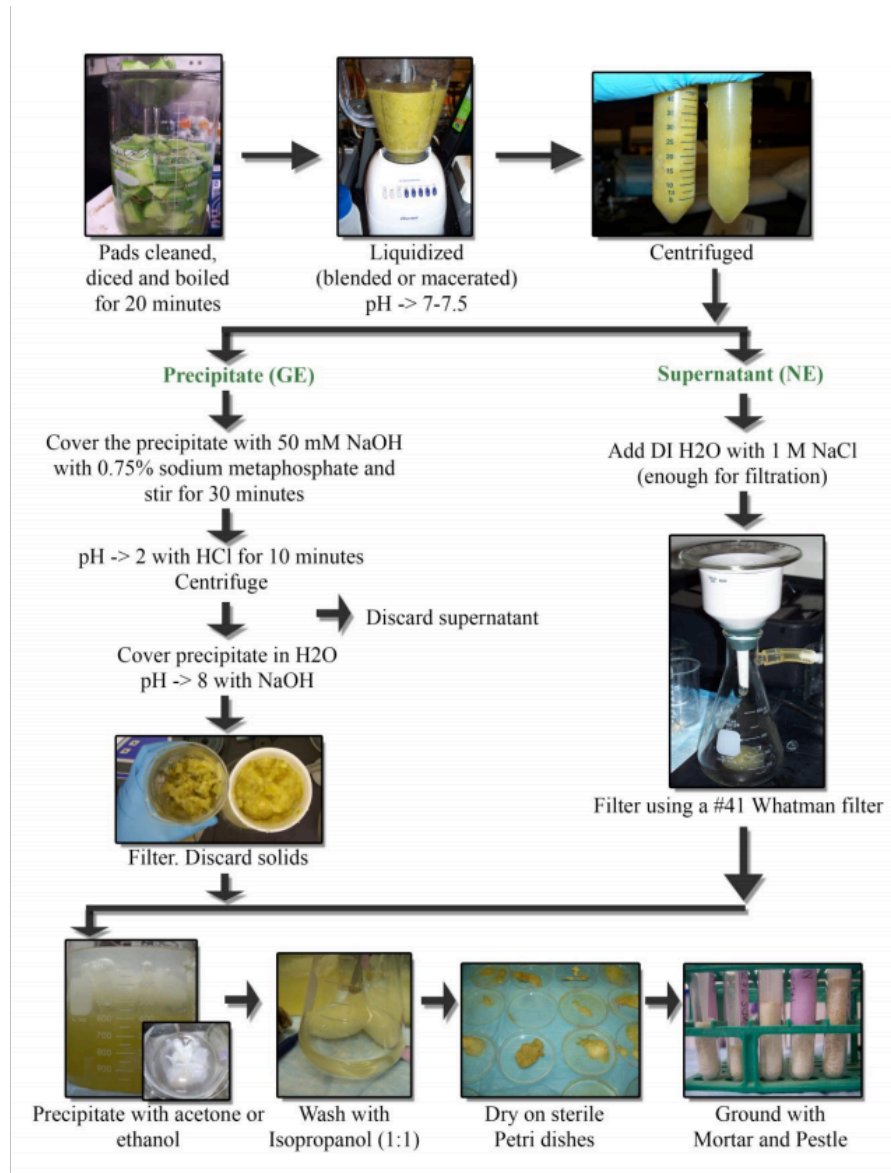 Pads cleaned,
diced and boiled
for 20 minutes
Liquidized
(blended or macerated)
pH -> 7-7.5
Centrifuged
Precipitate (GE)
Supernatant (NE)
Cover the precipitate with 50 mM NaOH
with 0.75% sodium metaphosphate and
stir for 30 minutes
Add DI H2O with 1 M NaCl
(enough for filtration)
pH -> 2 with HCl for 10 minutes
Centrifuge
Discard supernatant
Cover precipitate in H2O
pH -> 8 with NaOH
Filter using a #41 Whatman filter
Filter. Discard solids
Precipitate with acetone or
ethanol
Wash with
Isopropanol (1:1)
Dry on sterile
Petri dishes
Ground with
Mortar and Pestle